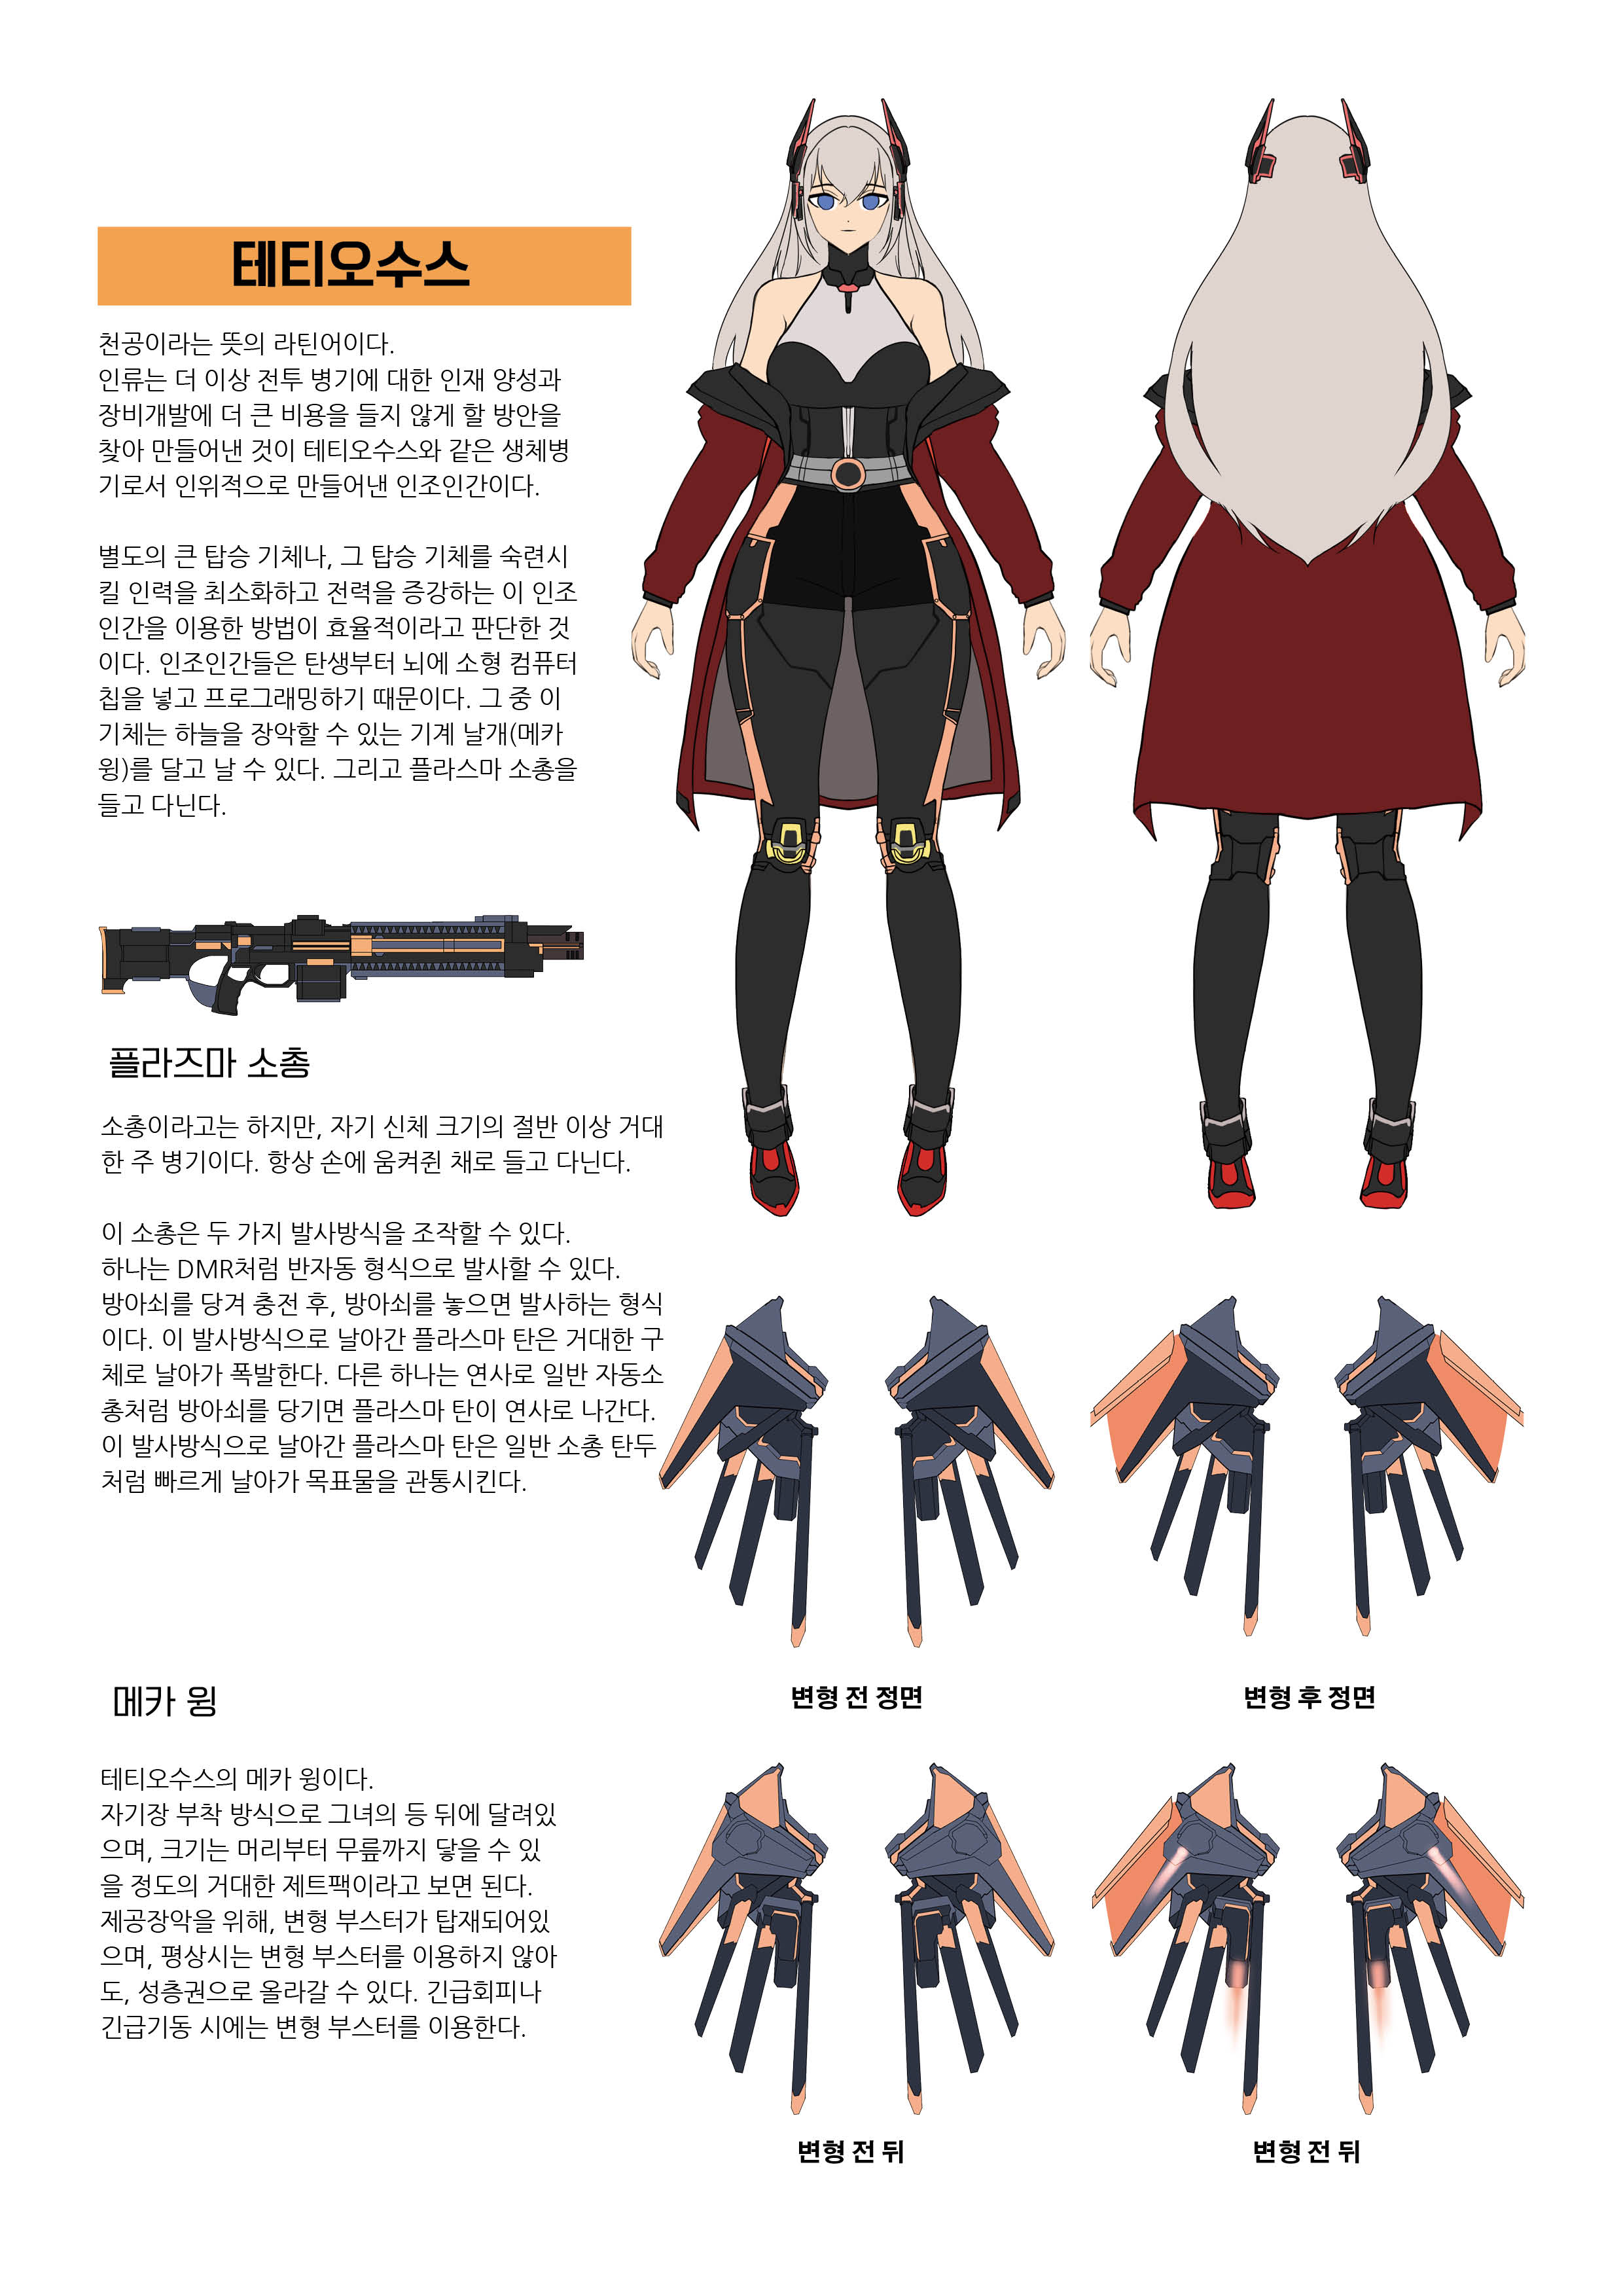 테티오수스
천공이라는 뜻의 라틴어이다.
인류는 더 이상 전투 병기에 대한 인재 양성과
장비개발에 더 큰 비용을 들지 않게 할 방안을
찾아 만들어낸 것이 테티오수스와 같은 생체병
기로서 인위적으로 만들어낸 인조인간이다.
별도의 큰 탑승 기체나, 그 탑승 기체를 숙련시
킬 인력을 최소화하고 전력을 증강하는 이 인조
인간을 이용한 방법이 효율적이라고 판단한 것
이다. 인조인간들은 탄생부터 뇌에 소형 컴퓨터
칩을 넣고 프로그래밍하기 때문이다. 그 중 이
기체는 하늘을 장악할 수 있는 기계 날개(메카
윙)를 달고 날 수 있다. 그리고 플라스마 소총을
들고 다닌다.
플라즈마 소총
소총이라고는 하지만, 자기 신체 크기의 절반 이상 거대
한 주 병기이다. 항상 손에 움켜쥔 채로 들고 다닌다.
이 소총은 두 가지 발사방식을 조작할 수 있다.
하나는 DMR처럼 반자동 형식으로 발사할 수 있다.
방아쇠를 당겨 충전 후, 방아쇠를 놓으면 발사하는 형식
이다. 이 발사방식으로 날아간 플라스마 탄은 거대한 구
체로 날아가 폭발한다. 다른 하나는 연사로 일반 자동소
총처럼 방아쇠를 당기면 플라스마 탄이 연사로 나간다.
이 발사방식으로 날아간 플라스마 탄은 일반 소총 탄두
처럼 빠르게 날아가 목표물을 관통시킨다.
변형 전 정면
변형 후 정면
메카 윙
테티오수스의 메카 윙이다.
자기장 부착 방식으로 그녀의 등 뒤에 달려있
으며, 크기는 머리부터 무릎까지 닿을 수 있
을 정도의 거대한 제트팩이라고 보면 된다.
제공장악을 위해, 변형 부스터가 탑재되어있
으며, 평상시는 변형 부스터를 이용하지 않아
도, 성층권으로 올라갈 수 있다. 긴급회피나
긴급기동 시에는 변형 부스터를 이용한다.
변형 전 뒤
변형 전 뒤